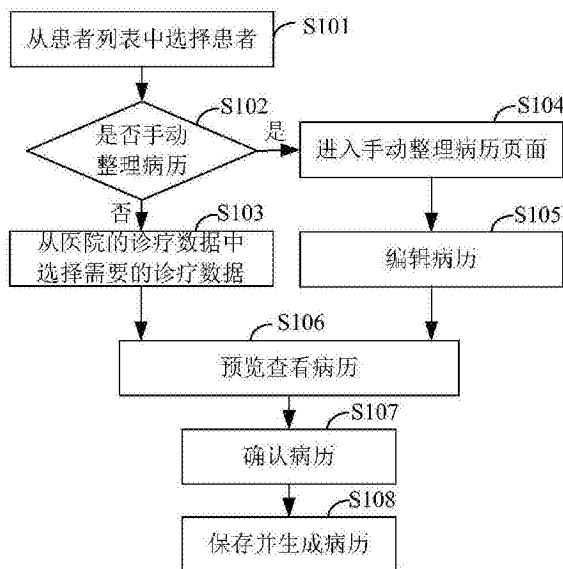 从患者列表中选择患者
S101
S102
是否手动
整理病历
是
S104
进入手动整理病历页面
否
S103
从医院的诊疗数据中
选择需要的诊疗数据
S105
编辑病历
S106
预览查看病历
S107
确认病历
S108
保存并生成病历